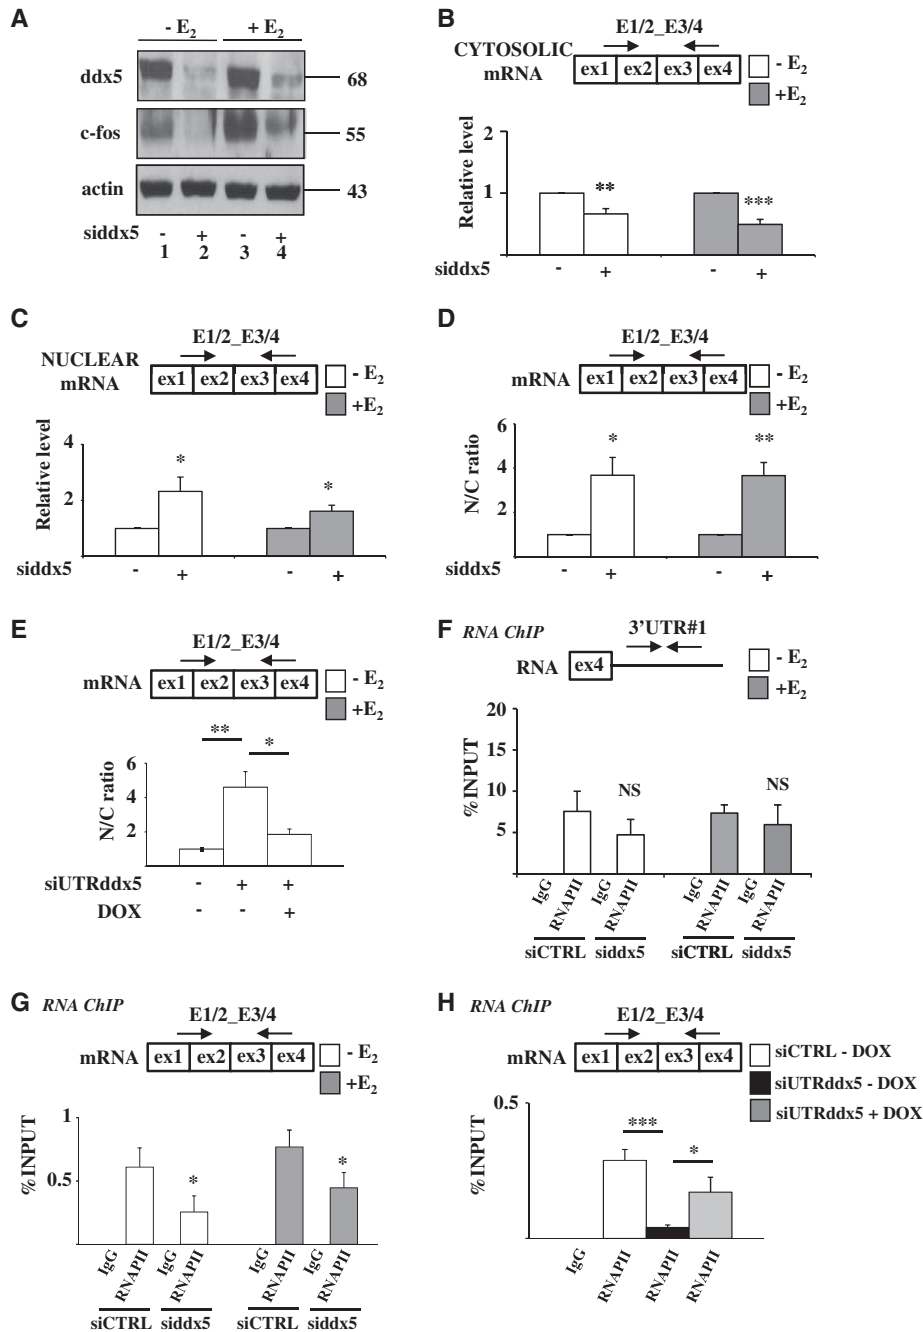 A
- E2 + E2
ddx5 68
c-fos 55
actin 43
siddx5 - + - +
1 2 3 4
B
E1/2_E3/4
CYTOSOLIC
mRNA
ex1 ex2 ex3 ex4
- E2
+E2
Relative level
2
1
** ***
siddx5 - + - +
C
E1/2_E3/4
NUCLEAR
mRNA
ex1 ex2 ex3 ex4
- E2
+E2
Relative level
4
2
* *
siddx5 - + - +
D
E1/2_E3/4
mRNA
ex1 ex2 ex3 ex4
- E2
+E2
N/C ratio
6
4
2
* **
siddx5 - + - +
E
E1/2_E3/4
mRNA
ex1 ex2 ex3 ex4
- E2
+E2
N/C ratio
6
4
2
** *
siUTRddx5 - + +
DOX - - +
F RNA ChIP
3'UTR#1
RNA
ex4
- E2
+E2
%INPUT
20
15
10
5
NS NS
IgG RNAPII IgG RNAPII IgG RNAPII IgG RNAPII
siCTRL siddx5 siCTRL siddx5
G RNA ChIP
E1/2_E3/4
mRNA
ex1 ex2 ex3 ex4
- E2
+E2
%INPUT
1
0.5
* *
IgG RNAPII IgG RNAPII IgG RNAPII IgG RNAPII
siCTRL siddx5 siCTRL siddx5
H RNA ChIP
E1/2_E3/4
mRNA
ex1 ex2 ex3 ex4
siCTRL - DOX
siUTRddx5 - DOX
siUTRddx5 + DOX
%INPUT
0.5
*** *
IgG RNAPII RNAPII RNAPII